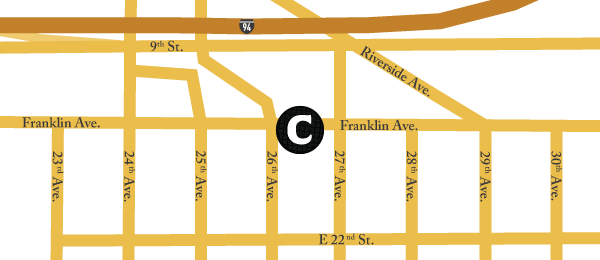 94
9th St.
Riverside Ave.
Franklin Ave.
C
Franklin Ave.
23rd Ave.
24th Ave.
25th Ave.
26th Ave.
27th Ave.
28th Ave.
29th Ave.
30th Ave.
E 22nd St.